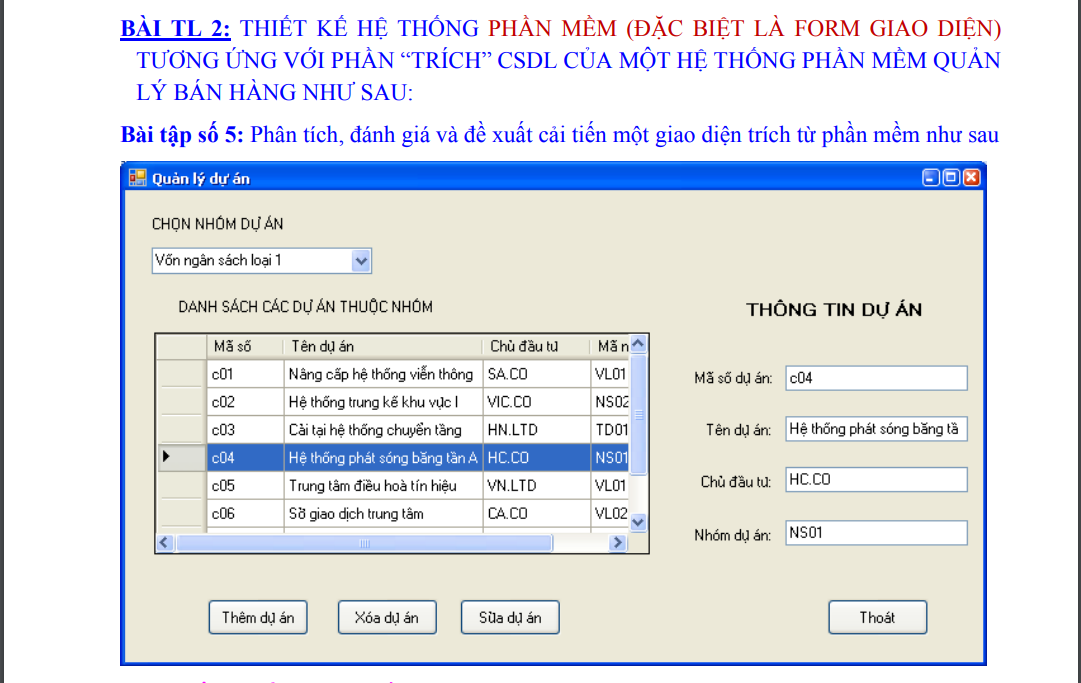 BÀI TL 2: THIẾT KẾ HỆ THỐNG PHẦN MỀM (ĐẶC BIỆT LÀ FORM GIAO DIỆN)
TƯƠNG ỨNG VỚI PHẦN “TRÍCH” CSDL CỦA MỘT HỆ THỐNG PHẦN MỀM QUẢN
LÝ BÁN HÀNG NHƯ SAU:
Bài tập số 5: Phân tích, đánh giá và đề xuất cải tiến một giao diện trích từ phần mềm như sau
Quản lý dự án
CHỌN NHÓM DỰ ÁN
Vốn ngân sách loại 1
DANH SÁCH CÁC DỰ ÁN THUỘC NHÓM
Mã số Tên dự án Chủ đầu tư Mã n
c01 Nâng cấp hệ thống viễn thông SA.CO VL01
c02 Hệ thống trung kế khu vực I VIC.CO NS02
c03 Cải tại hệ thống chuyển tầng HN.LTD TD01
c04 Hệ thống phát sóng băng tần A HC.CO NS01
c05 Trung tâm điều hoà tín hiệu VN.LTD VL01
c06 Sở giao dịch trung tâm CA.CO VL02
THÔNG TIN DỰ ÁN
Mã số dự án: c04
Tên dự án: Hệ thống phát sóng băng tầ
Chủ đầu tư: HC.CO
Nhóm dự án: NS01
Thêm dự án Xóa dự án Sửa dự án Thoát